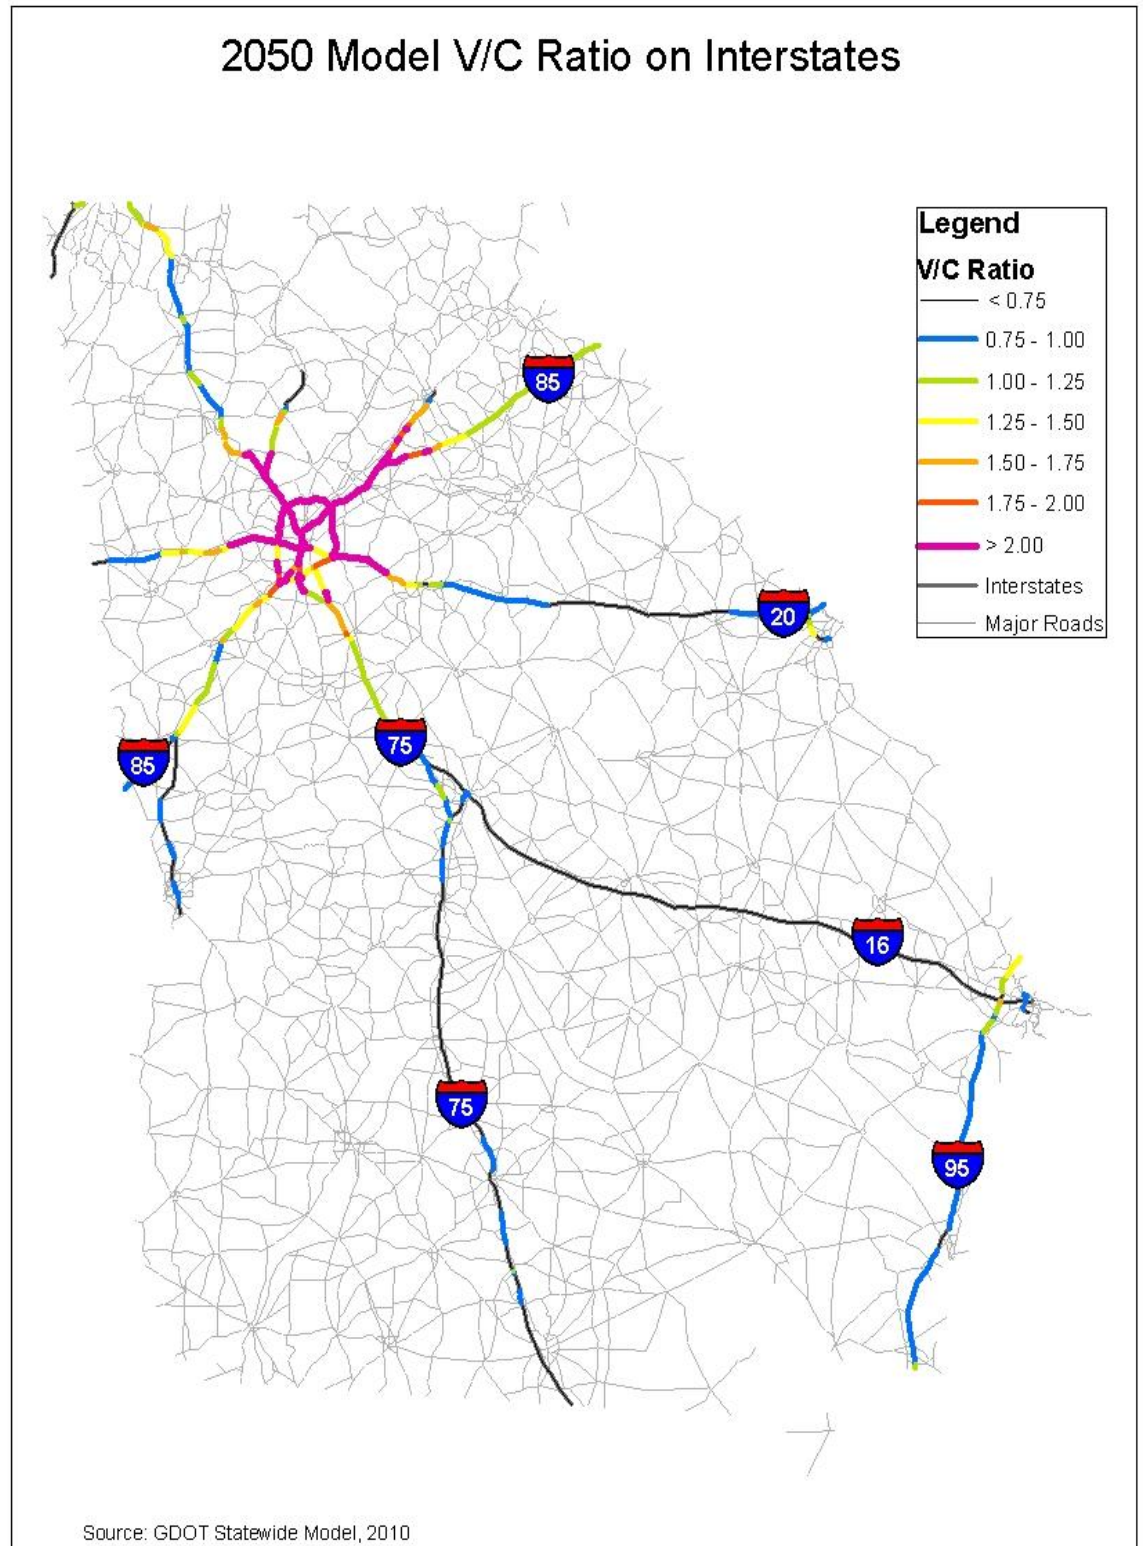 2050 Model V/C Ratio on Interstates
Legend
V/C Ratio
< 0.75
0.75 - 1.00
1.00 - 1.25
1.25 - 1.50
1.50 - 1.75
1.75 - 2.00
> 2.00
Interstates
Major Roads
85
20
75
85
16
75
95
Source: GDOT Statewide Model, 2010